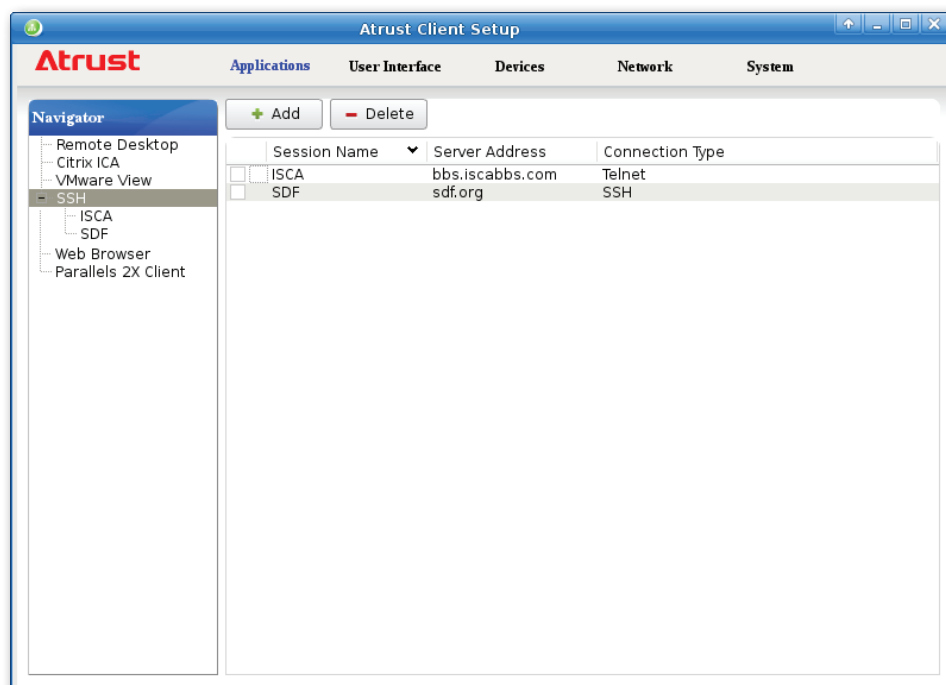 Atrust Client Setup
Atrust
Applications User Interface Devices Network System
Navigator
Remote Desktop
Citrix ICA
VMware View
SSH
ISCA
SDF
Web Browser
Parallels 2X Client
Add Delete
Session Name Server Address Connection Type
ISCA bbs.iscabbs.com Telnet
SDF sdf.org SSH